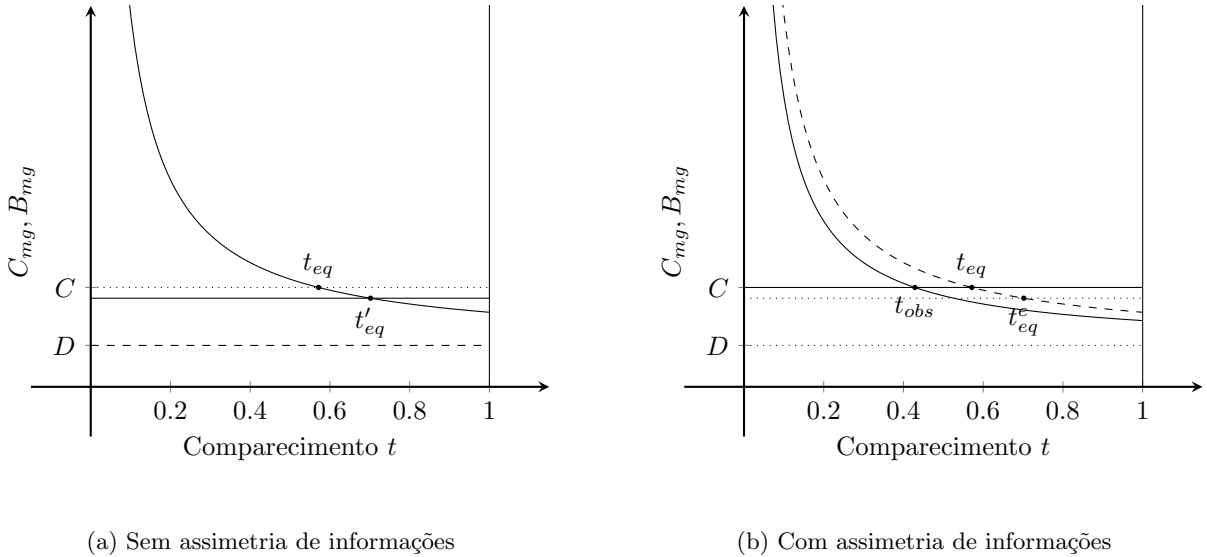 C_{mg}, B_{mg}
C
D
t_{eq}
t'_{eq}
0.2 0.4 0.6 0.8 1
Comparecimento t
(a) Sem assimetria de informações
C_{mg}, B_{mg}
C
D
t_{eq}
t_{obs}
t^{e}_{eq}
0.2 0.4 0.6 0.8 1
Comparecimento t
(b) Com assimetria de informações